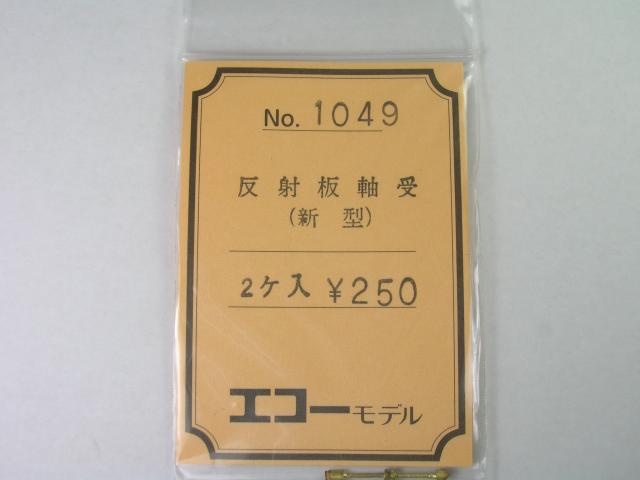 No. 1049
反射板軸受
(新型)
2ケ入 ¥250
エコーモデル